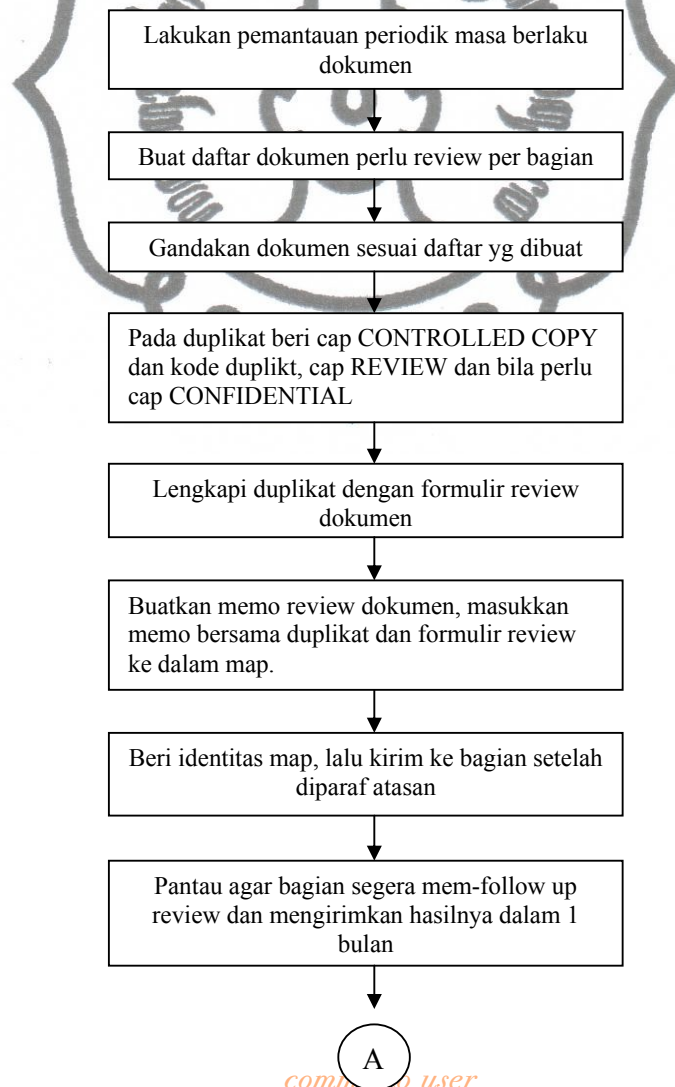 Lakukan pemantauan periodik masa berlaku
dokumen
Buat daftar dokumen perlu review per bagian
Gandakan dokumen sesuai daftar yg dibuat
Pada duplikat beri cap CONTROLLED COPY
dan kode duplikt, cap REVIEW dan bila perlu
cap CONFIDENTIAL
Lengkapi duplikat dengan formulir review
dokumen
Buatkan memo review dokumen, masukkan
memo bersama duplikat dan formulir review
ke dalam map.
Beri identitas map, lalu kirim ke bagian setelah
diparaf atasan
Pantau agar bagian segera mem-follow up
review dan mengirimkan hasilnya dalam 1
bulan
A
user